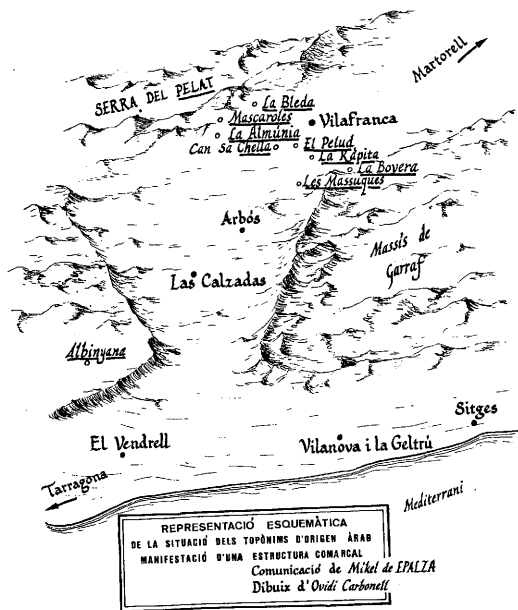 Martorell
SERRA DEL PELAT
La Bleda
Mascaroles
Vilafranca
La Almúnia
El Pelud
Can Sa Chella
La Ràpita
La Bovera
Les Massuques
Arbós
Massís de
Garraf
Las Calzadas
Albinyana
Sitges
El Vendrell
Vilanova i la Geltrú
Tarragona
Mediterrani
REPRESENTACIÓ ESQUEMÀTICA
DE LA SITUACIÓ DELS TOPÒNIMS D'ORIGEN ÀRAB
MANIFESTACIÓ D'UNA ESTRUCTURA COMARCAL
Comunicació de Mikel de EPALZA
Dibuix d'Ovidi Carbonell